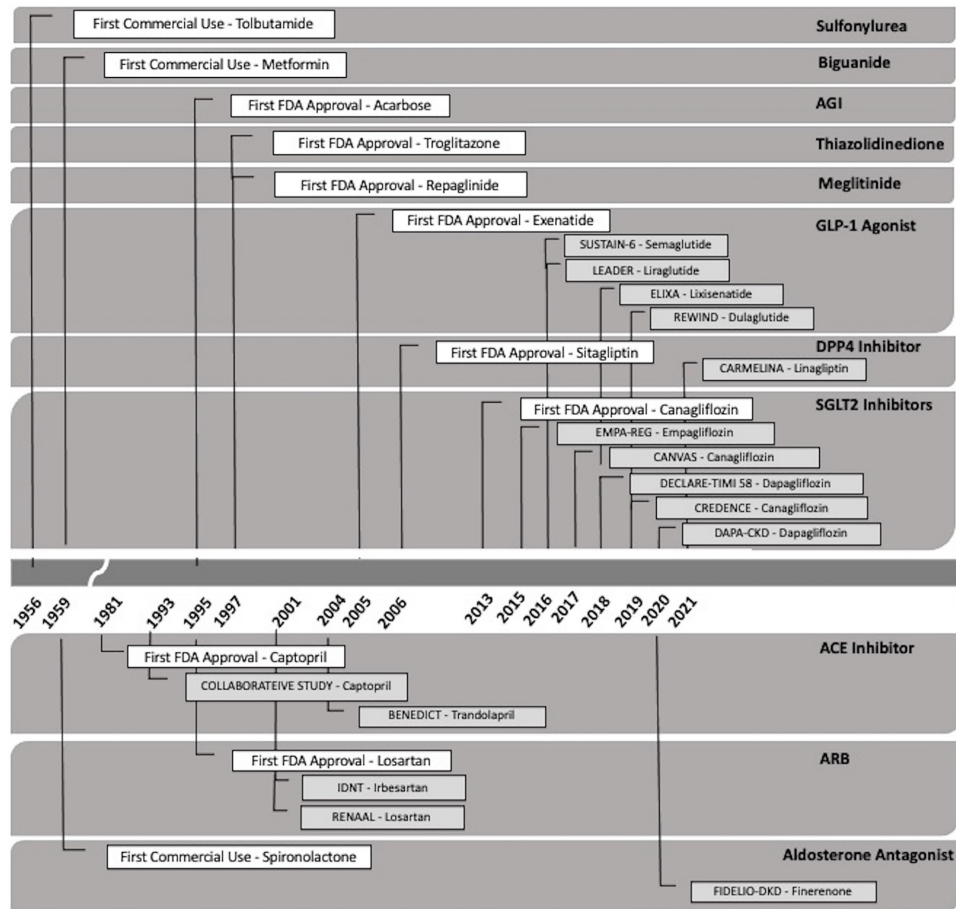 First Commercial Use - Tolbutamide
Sulfonylurea
First Commercial Use - Metformin
Biguanide
First FDA Approval - Acarbose
AGI
First FDA Approval - Troglitazone
Thiazolidinedione
First FDA Approval - Repaglinide
Meglitinide
First FDA Approval - Exenatide
GLP-1 Agonist
SUSTAIN-6 - Semaglutide
LEADER - Liraglutide
ELIXA - Lixisenatide
REWIND - Dulaglutide
First FDA Approval - Sitagliptin
DPP4 Inhibitor
CARMELINA - Linagliptin
First FDA Approval - Canagliflozin
SGLT2 Inhibitors
EMPA-REG - Empagliflozin
CANVAS - Canagliflozin
DECLARE-TIMI 58 - Dapagliflozin
CREDENCE - Canagliflozin
DAPA-CKD - Dapagliflozin
1956
1959
1981
1993
1995
1997
2001
2004
2005
2006
2013
2015
2016
2017
2018
2019
2020
2021
First FDA Approval - Captopril
ACE Inhibitor
COLLABORATEIVE STUDY - Captopril
BENEDICT - Trandolapril
First FDA Approval - Losartan
ARB
IDNT - Irbesartan
RENAAL - Losartan
First Commercial Use - Spironolactone
Aldosterone Antagonist
FIDELIO-DKD - Finerenone